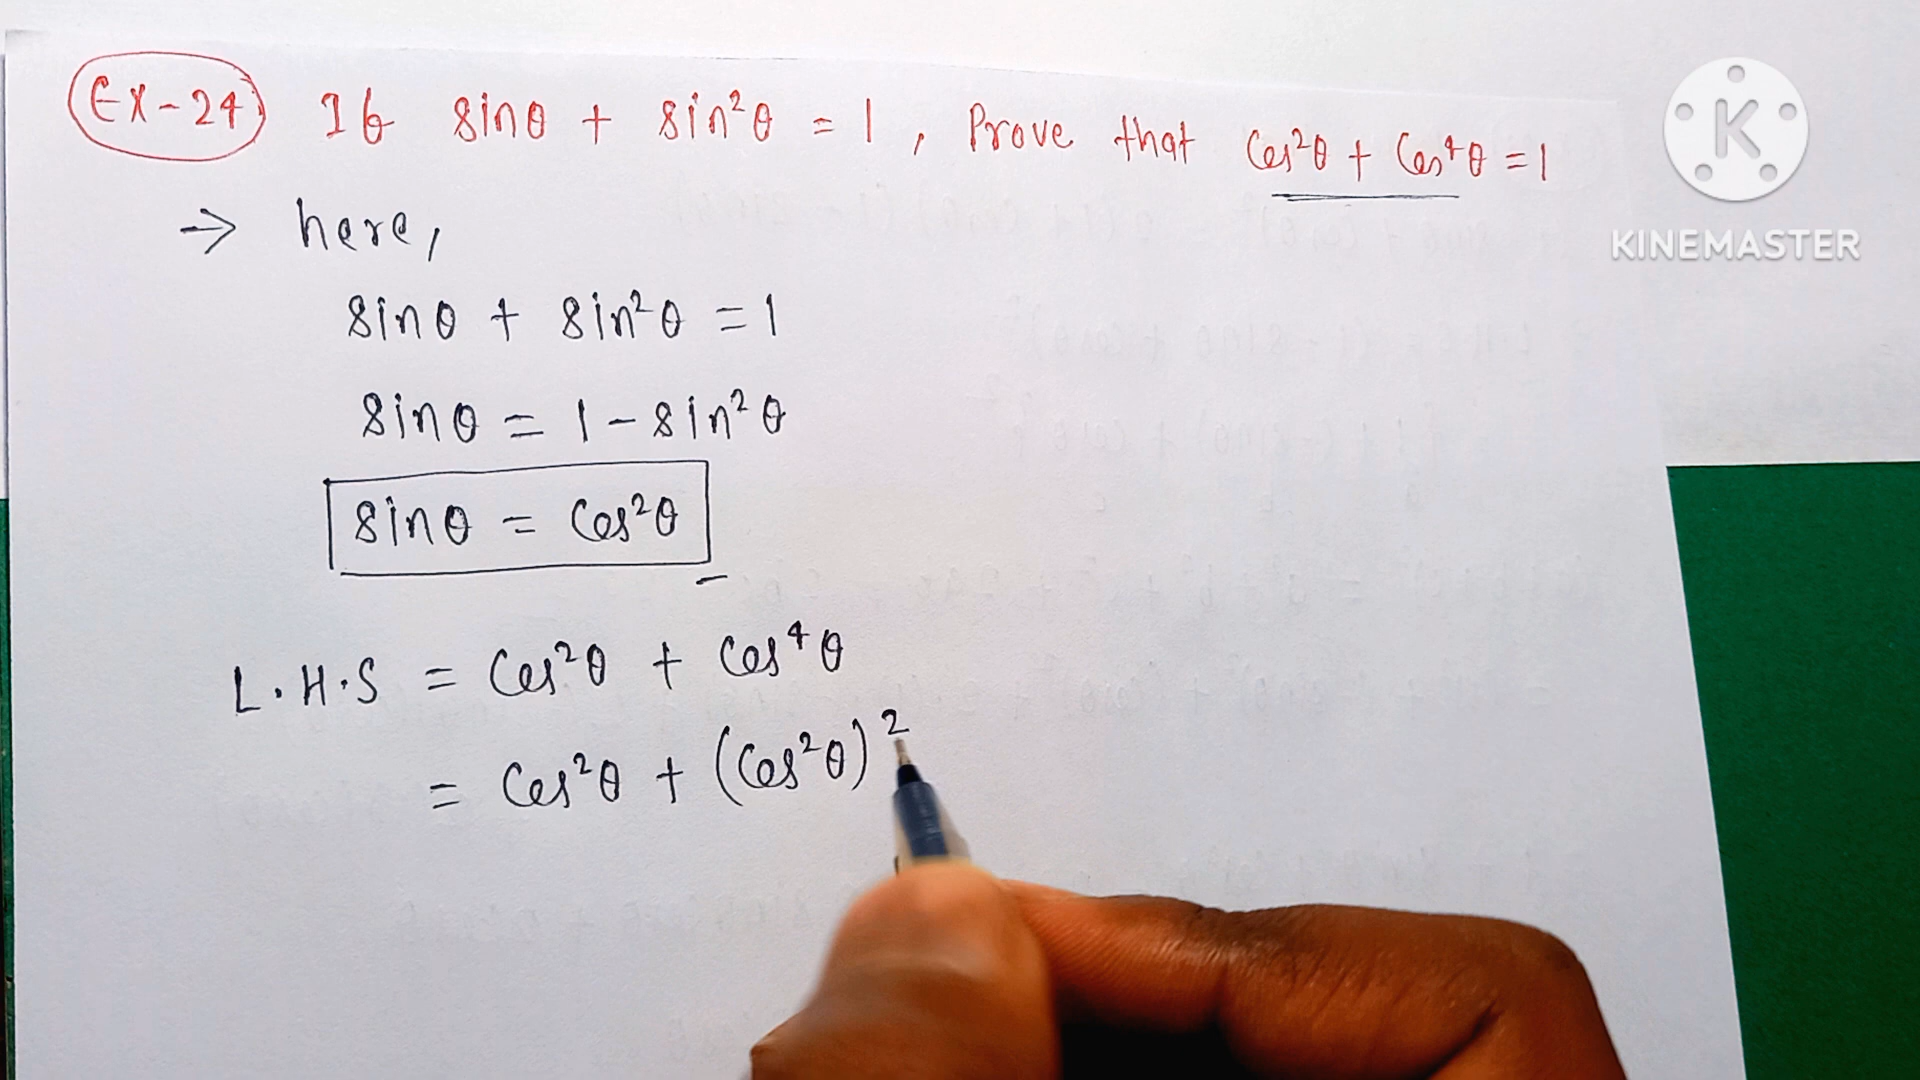 Ex-24) If sinθ + sin²θ = 1, Prove that Cos²θ + Cos⁴θ = 1
K
KINEMASTER
→ here,
sinθ + sin²θ = 1
sinθ = 1 - sin²θ
sinθ = Cos²θ
L.H.S = Cos²θ + Cos⁴θ
= Cos²θ + (Cos²θ)²